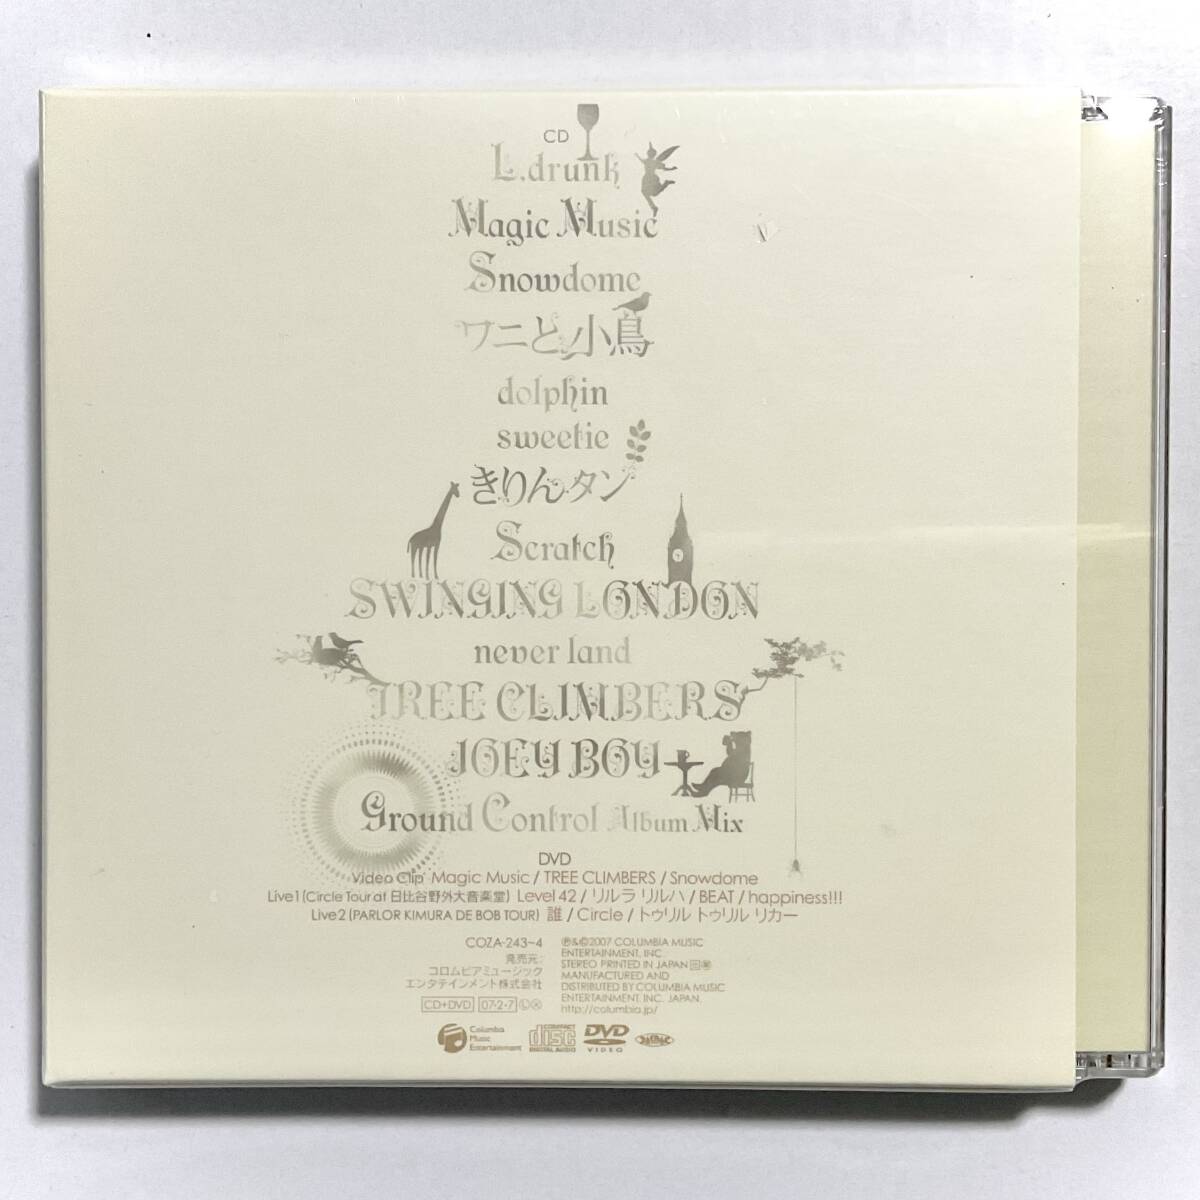 CD
L.drunk
Magic Music
Snowdome
ワニと小鳥
dolphin
sweetie
きりんタン
Scratch
SWINGING LONDON
never land
TREE CLIMBERS
JOEY BOY
Ground Control Album Mix
DVD
Video Clip Magic Music / TREE CLIMBERS / Snowdome
Live1 (Circle Tour at 日比谷野外大音楽堂) Level 42 / リルラ リルハ / BEAT / happiness!!!
Live2 (PARLOR KIMURA DE BOB TOUR) 誰 / Circle / トゥリル トゥリル リカー
COZA-243~4
発売元:
コロムビアミュージック
エンタテインメント株式会社
CD+DVD 07・2・7 Ⓛ Ⓧ
Ⓟ&©2007 COLUMBIA MUSIC
ENTERTAINMENT, INC.
STEREO PRINTED IN JAPAN
MANUFACTURED AND
DISTRIBUTED BY COLUMBIA MUSIC
ENTERTAINMENT, INC. JAPAN.
http://columbia.jp/
Columbia
Music
Entertainment
COMPACT
disc
DIGITAL AUDIO
DVD
VIDEO